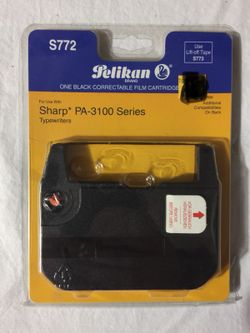 S772
Pelikan
BRAND
Use
Lift-off Tape
S773
ONE BLACK CORRECTABLE FILM CARTRIDGE
For Use With
Sharp* PA-3100 Series
Typewriters
Additional
Compatibilities
On Back